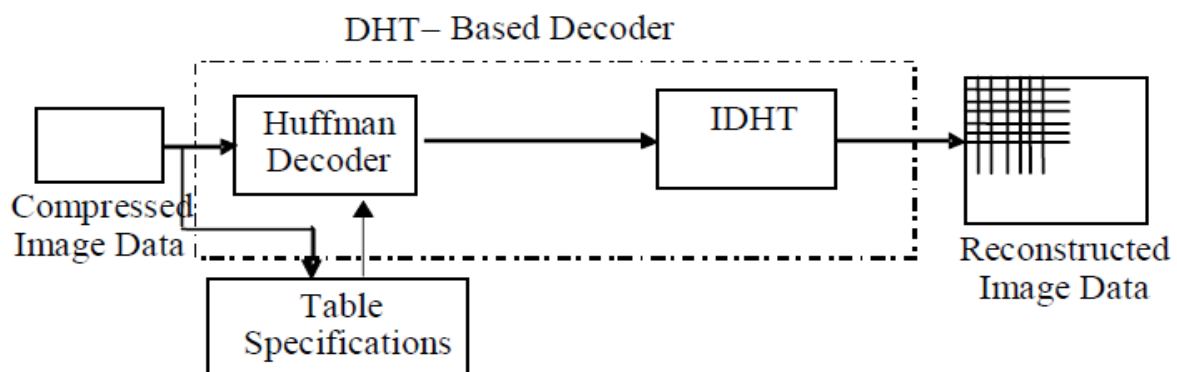 DHT– Based Decoder
Huffman
Decoder
IDHT
Compressed
Image Data
Table
Specifications
Reconstructed
Image Data